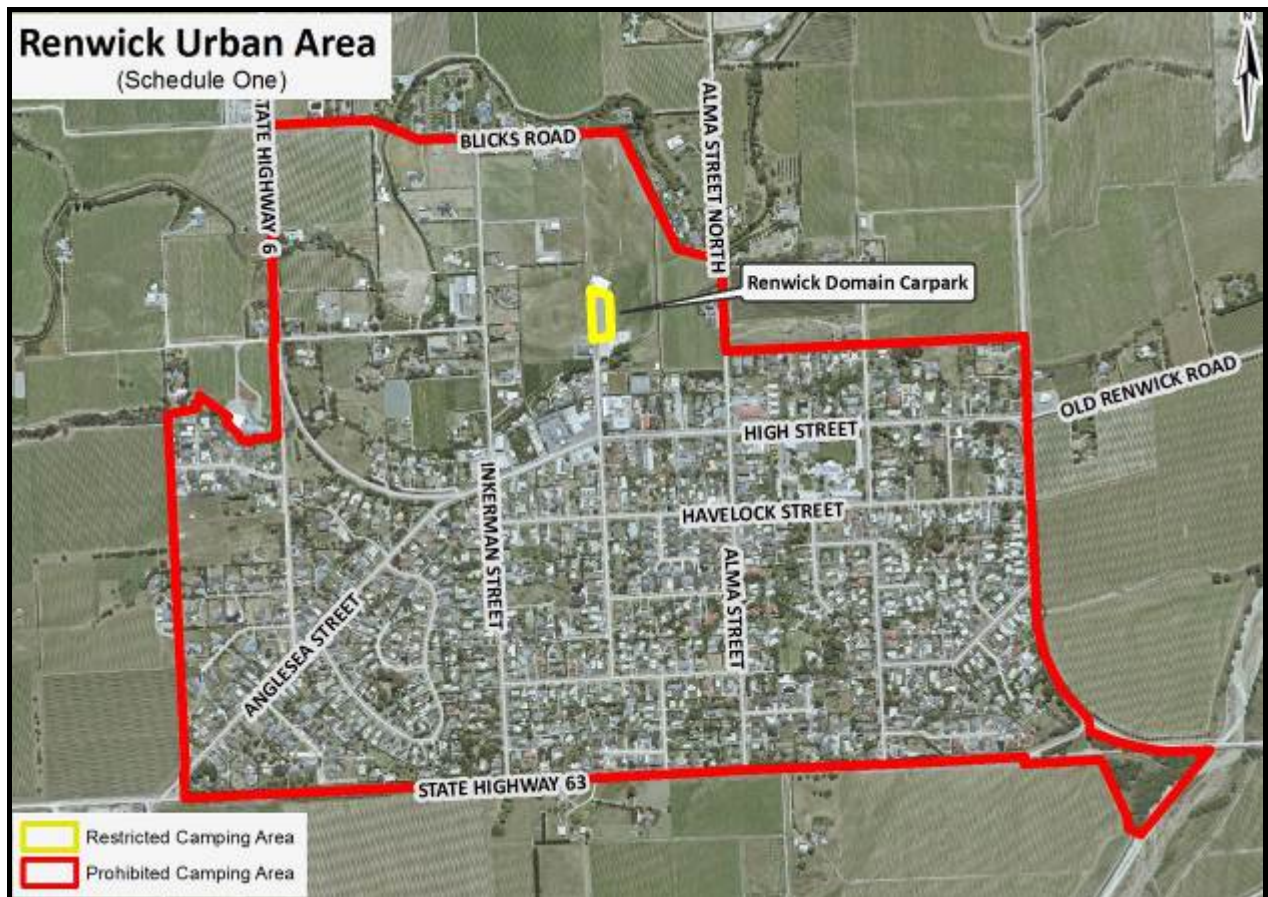 Renwick Urban Area
(Schedule One)
STATE HIGHWAY 6
BLICKS ROAD
ALMA STREET NORTH
Renwick Domain Carpark
OLD RENWICK ROAD
HIGH STREET
INKERMAN STREET
HAVELOCK STREET
ALMA STREET
ANGLESEA STREET
STATE HIGHWAY 63
Restricted Camping Area
Prohibited Camping Area